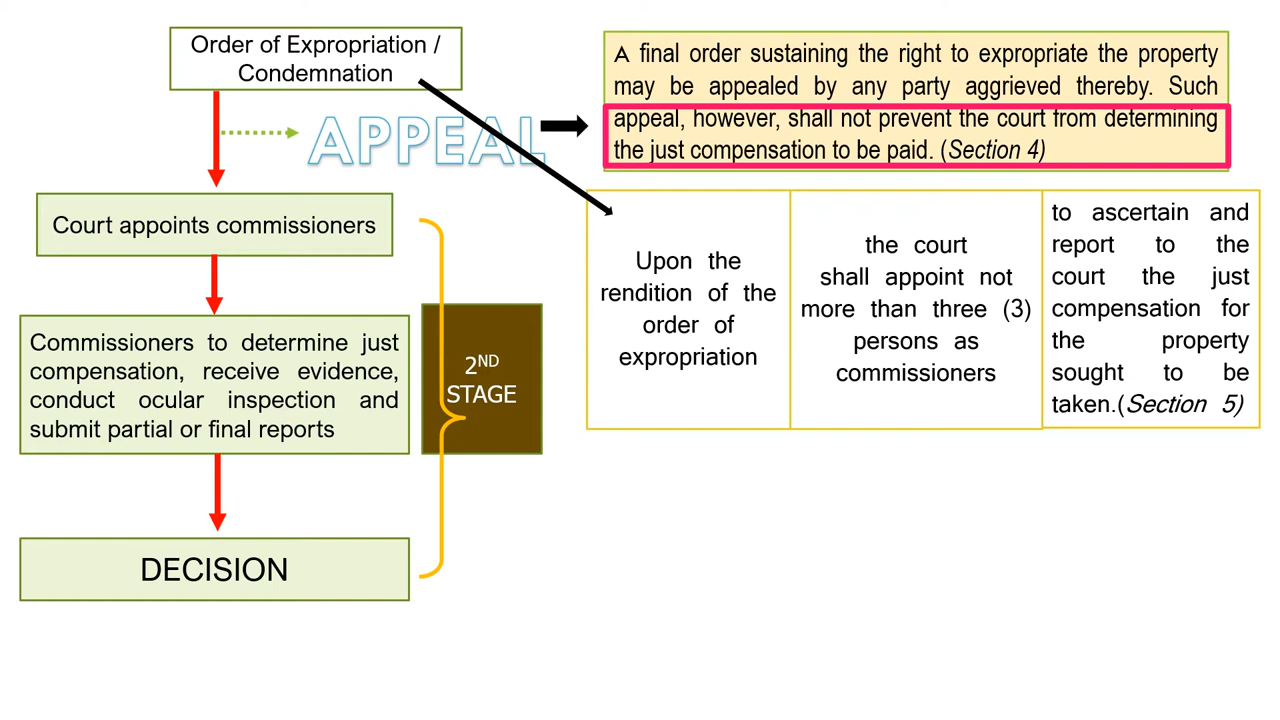 Order of Expropriation /
Condemnation
APPEAL
A final order sustaining the right to expropriate the property
may be appealed by any party aggrieved thereby. Such
appeal, however, shall not prevent the court from determining
the just compensation to be paid. (Section 4)
Court appoints commissioners
Commissioners to determine just
compensation, receive evidence,
conduct ocular inspection and
submit partial or final reports
DECISION
2ND
STAGE
Upon the
rendition of the
order of
expropriation
the court
shall appoint not
more than three (3)
persons as
commissioners
to ascertain and
report to the
court the just
compensation for
the property
sought to be
taken.(Section 5)